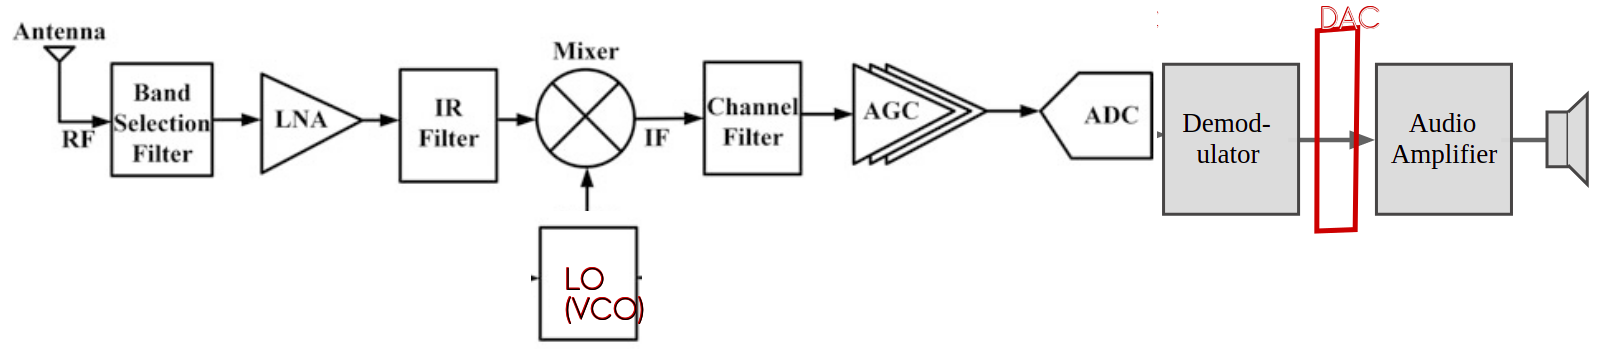 Antenna
RF
Band
Selection
Filter
LNA
IR
Filter
Mixer
IF
LO
(VCO)
Channel
Filter
AGC
ADC
Demod-
ulator
DAC
Audio
Amplifier